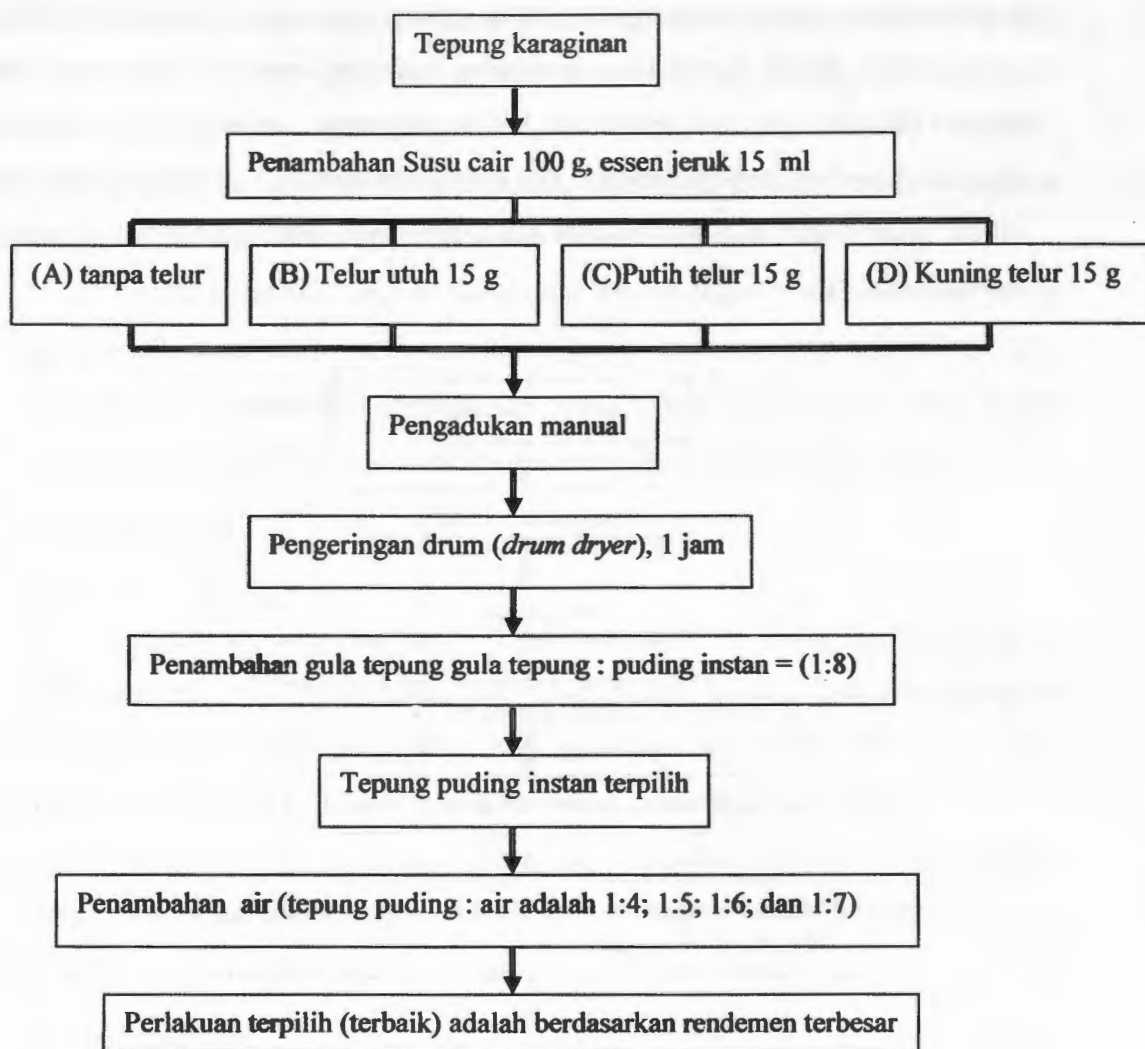 Tepung karaginan
Penambahan Susu cair 100 g, essen jeruk 15 ml
(A) tanpa telur
(B) Telur utuh 15 g
(C)Putih telur 15 g
(D) Kuning telur 15 g
Pengadukan manual
Pengeringan drum (drum dryer), 1 jam
Penambahan gula tepung gula tepung : puding instan = (1:8)
Tepung puding instan terpilih
Penambahan air (tepung puding : air adalah 1:4; 1:5; 1:6; dan 1:7)
Perlakuan terpilih (terbaik) adalah berdasarkan rendemen terbesar